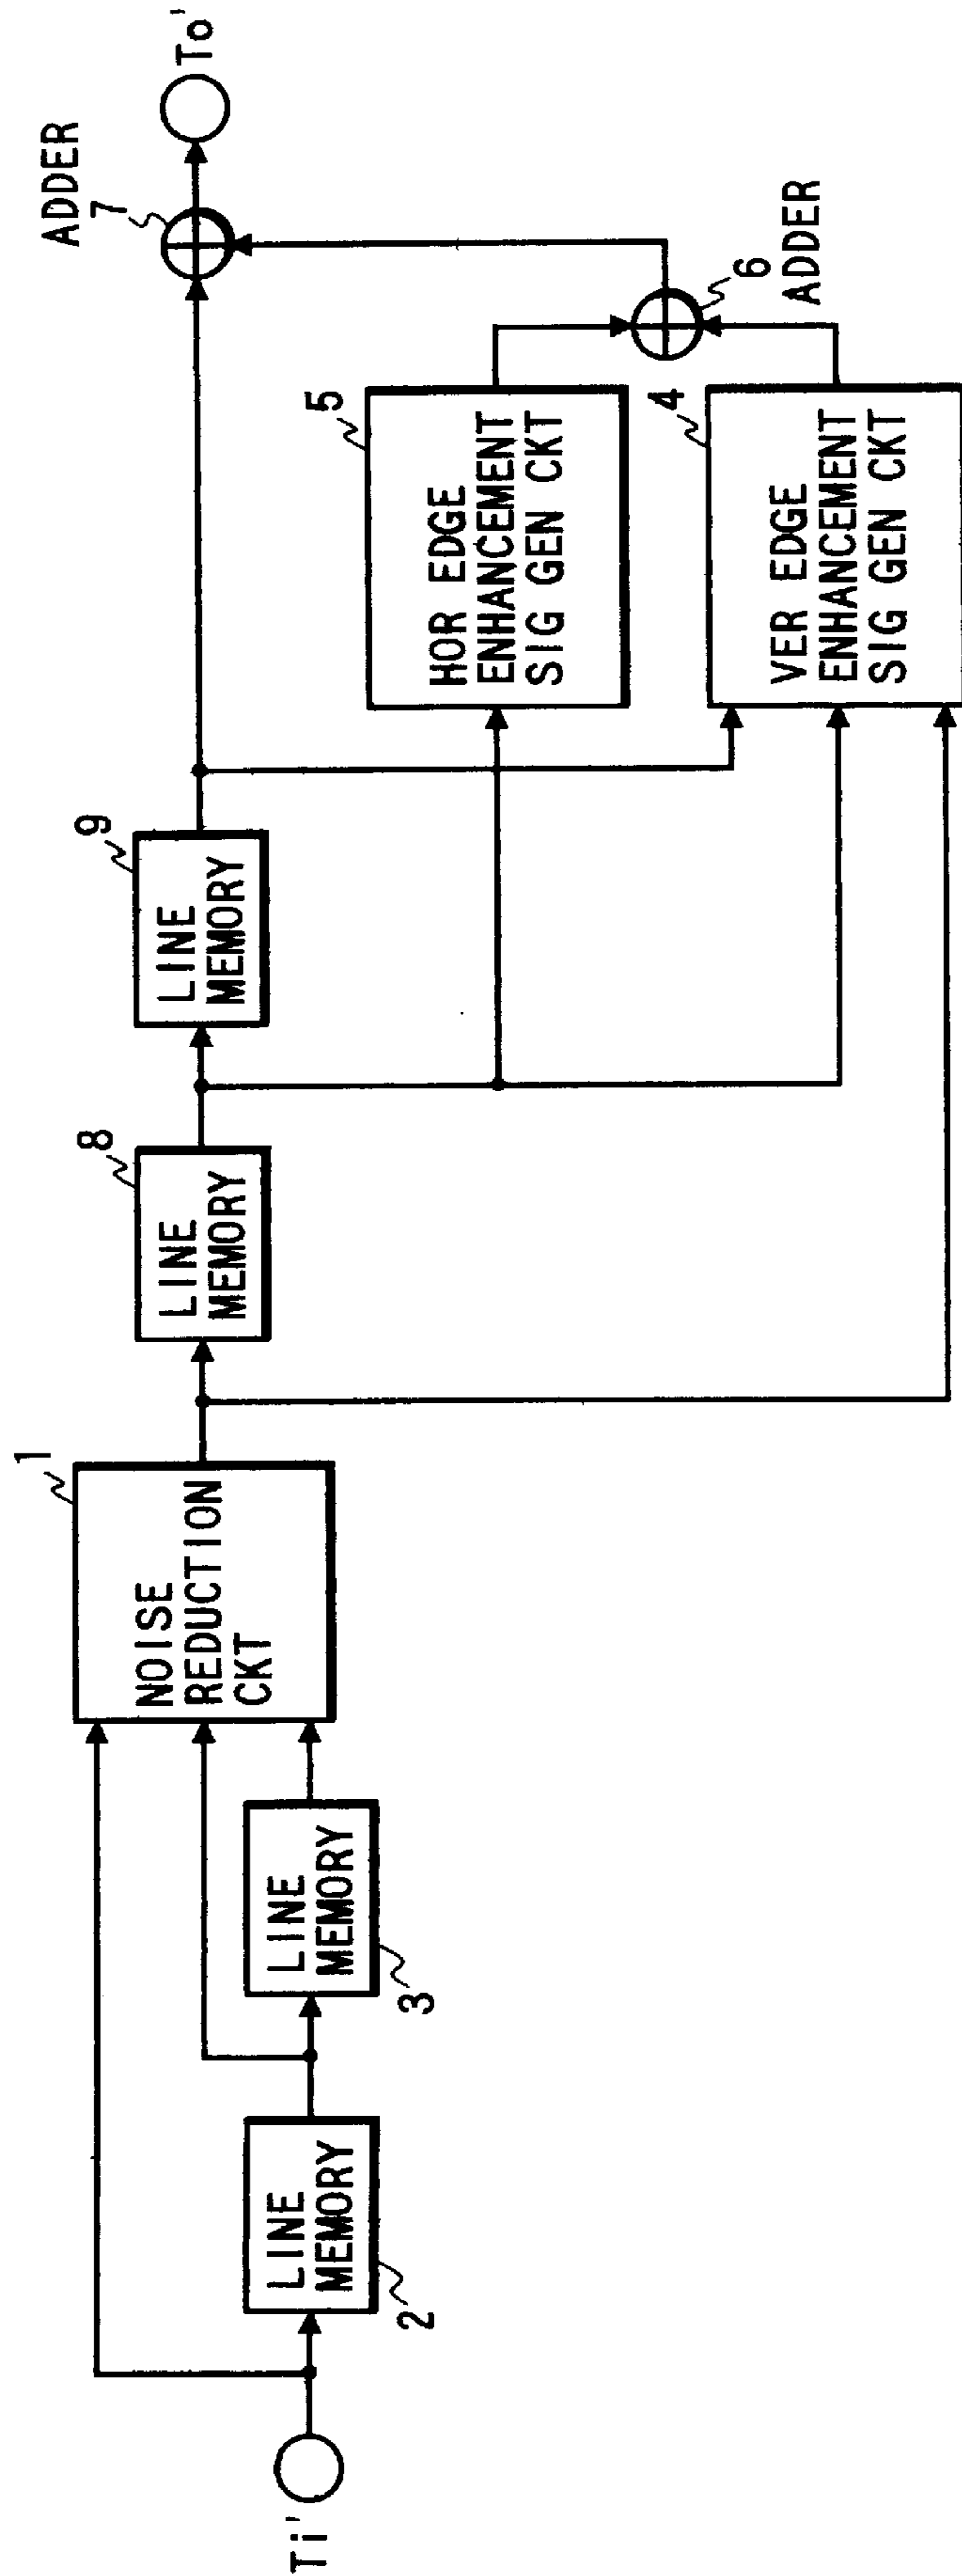 Ti'
2
LINE
MEMORY
3
LINE
MEMORY
1
NOISE
REDUCTION
CKT
8
LINE
MEMORY
9
LINE
MEMORY
5
HOR EDGE
ENHANCEMENT
SIG GEN CKT
4
VER EDGE
ENHANCEMENT
SIG GEN CKT
6
ADDER
ADDER
7
To'